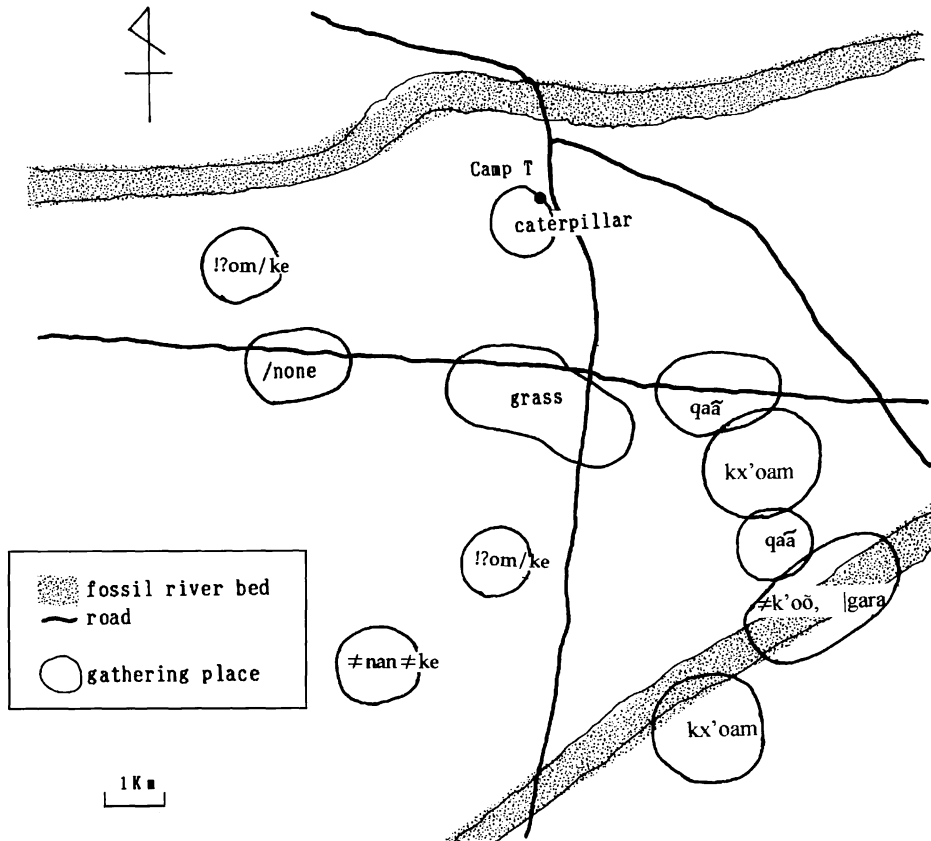 Camp T
caterpillar
!?om/ke
/none
grass
qaã
kx'oam
!?om/ke
qaã
≠k'oõ, |gara
≠nan≠ke
kx'oam
fossil river bed
road
gathering place
1Km